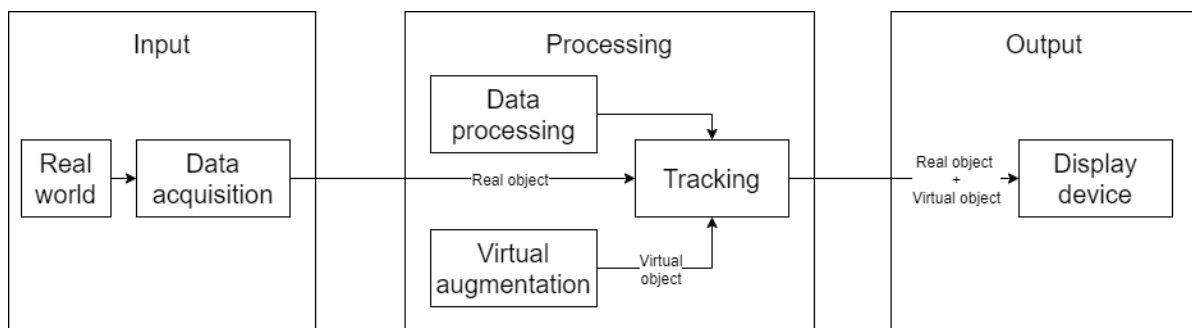 Input
Processing
Output
Real
world
Data
acquisition
Data
processing
Real object
Tracking
Virtual
augmentation
Virtual
object
Real object
+
Virtual object
Display
device